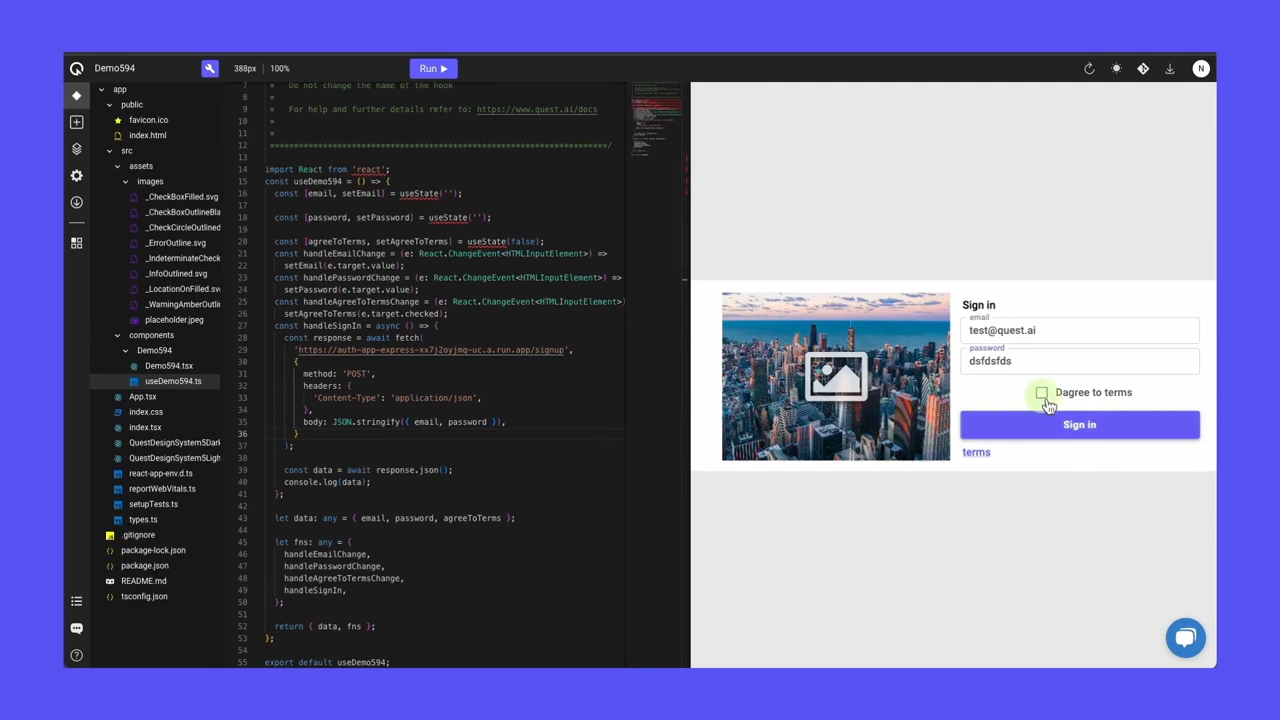 Demo594
388px
100%
Run
N
app
public
favicon.ico
index.html
src
assets
images
_CheckBoxFilled.svg
_CheckBoxOutlineBla
_CheckCircleOutlined
_ErrorOutline.svg
_IndeterminateCheck
_InfoOutlined.svg
_LocationOnFilled.sv
_WarningAmberOutli
placeholder.jpeg
components
Demo594
Demo594.tsx
useDemo594.ts
App.tsx
index.css
index.tsx
QuestDesignSystem5Dark
QuestDesignSystem5Ligh
react-app-env.d.ts
reportWebVitals.ts
setupTests.ts
types.ts
.gitignore
package-lock.json
package.json
README.md
tsconfig.json
7 * Do not change the name of the hook
8 *
9 * For help and further details refer to: https://www.quest.ai/docs
10 *
11 *
12 **********************************************************************/
13
14 import React from 'react';
15 const useDemo594 = () => {
16 const [email, setEmail] = useState('');
17
18 const [password, setPassword] = useState('');
19
20 const [agreeToTerms, setAgreeToTerms] = useState(false);
21 const handleEmailChange = (e: React.ChangeEvent<HTMLInputElement>) =>
22 setEmail(e.target.value);
23 const handlePasswordChange = (e: React.ChangeEvent<HTMLInputElement>) =>
24 setPassword(e.target.value);
25 const handleAgreeToTermsChange = (e: React.ChangeEvent<HTMLInputElement>)
26 setAgreeToTerms(e.target.checked);
27 const handleSignIn = async () => {
28 const response = await fetch(
29 'https://auth-app-express-xx7j2oyjmq-uc.a.run.app/signup',
30 {
31 method: 'POST',
32 headers: {
33 'Content-Type': 'application/json',
34 },
35 body: JSON.stringify({ email, password }),
36 }
37 );
38
39 const data = await response.json();
40 console.log(data);
41 };
42
43 let data: any = { email, password, agreeToTerms };
44
45 let fns: any = {
46 handleEmailChange,
47 handlePasswordChange,
48 handleAgreeToTermsChange,
49 handleSignIn,
50 };
51
52 return { data, fns };
53 };
54
55 export default useDemo594;
Sign in
email
test@quest.ai
password
dsfdsfds
Dagree to terms
Sign in
terms